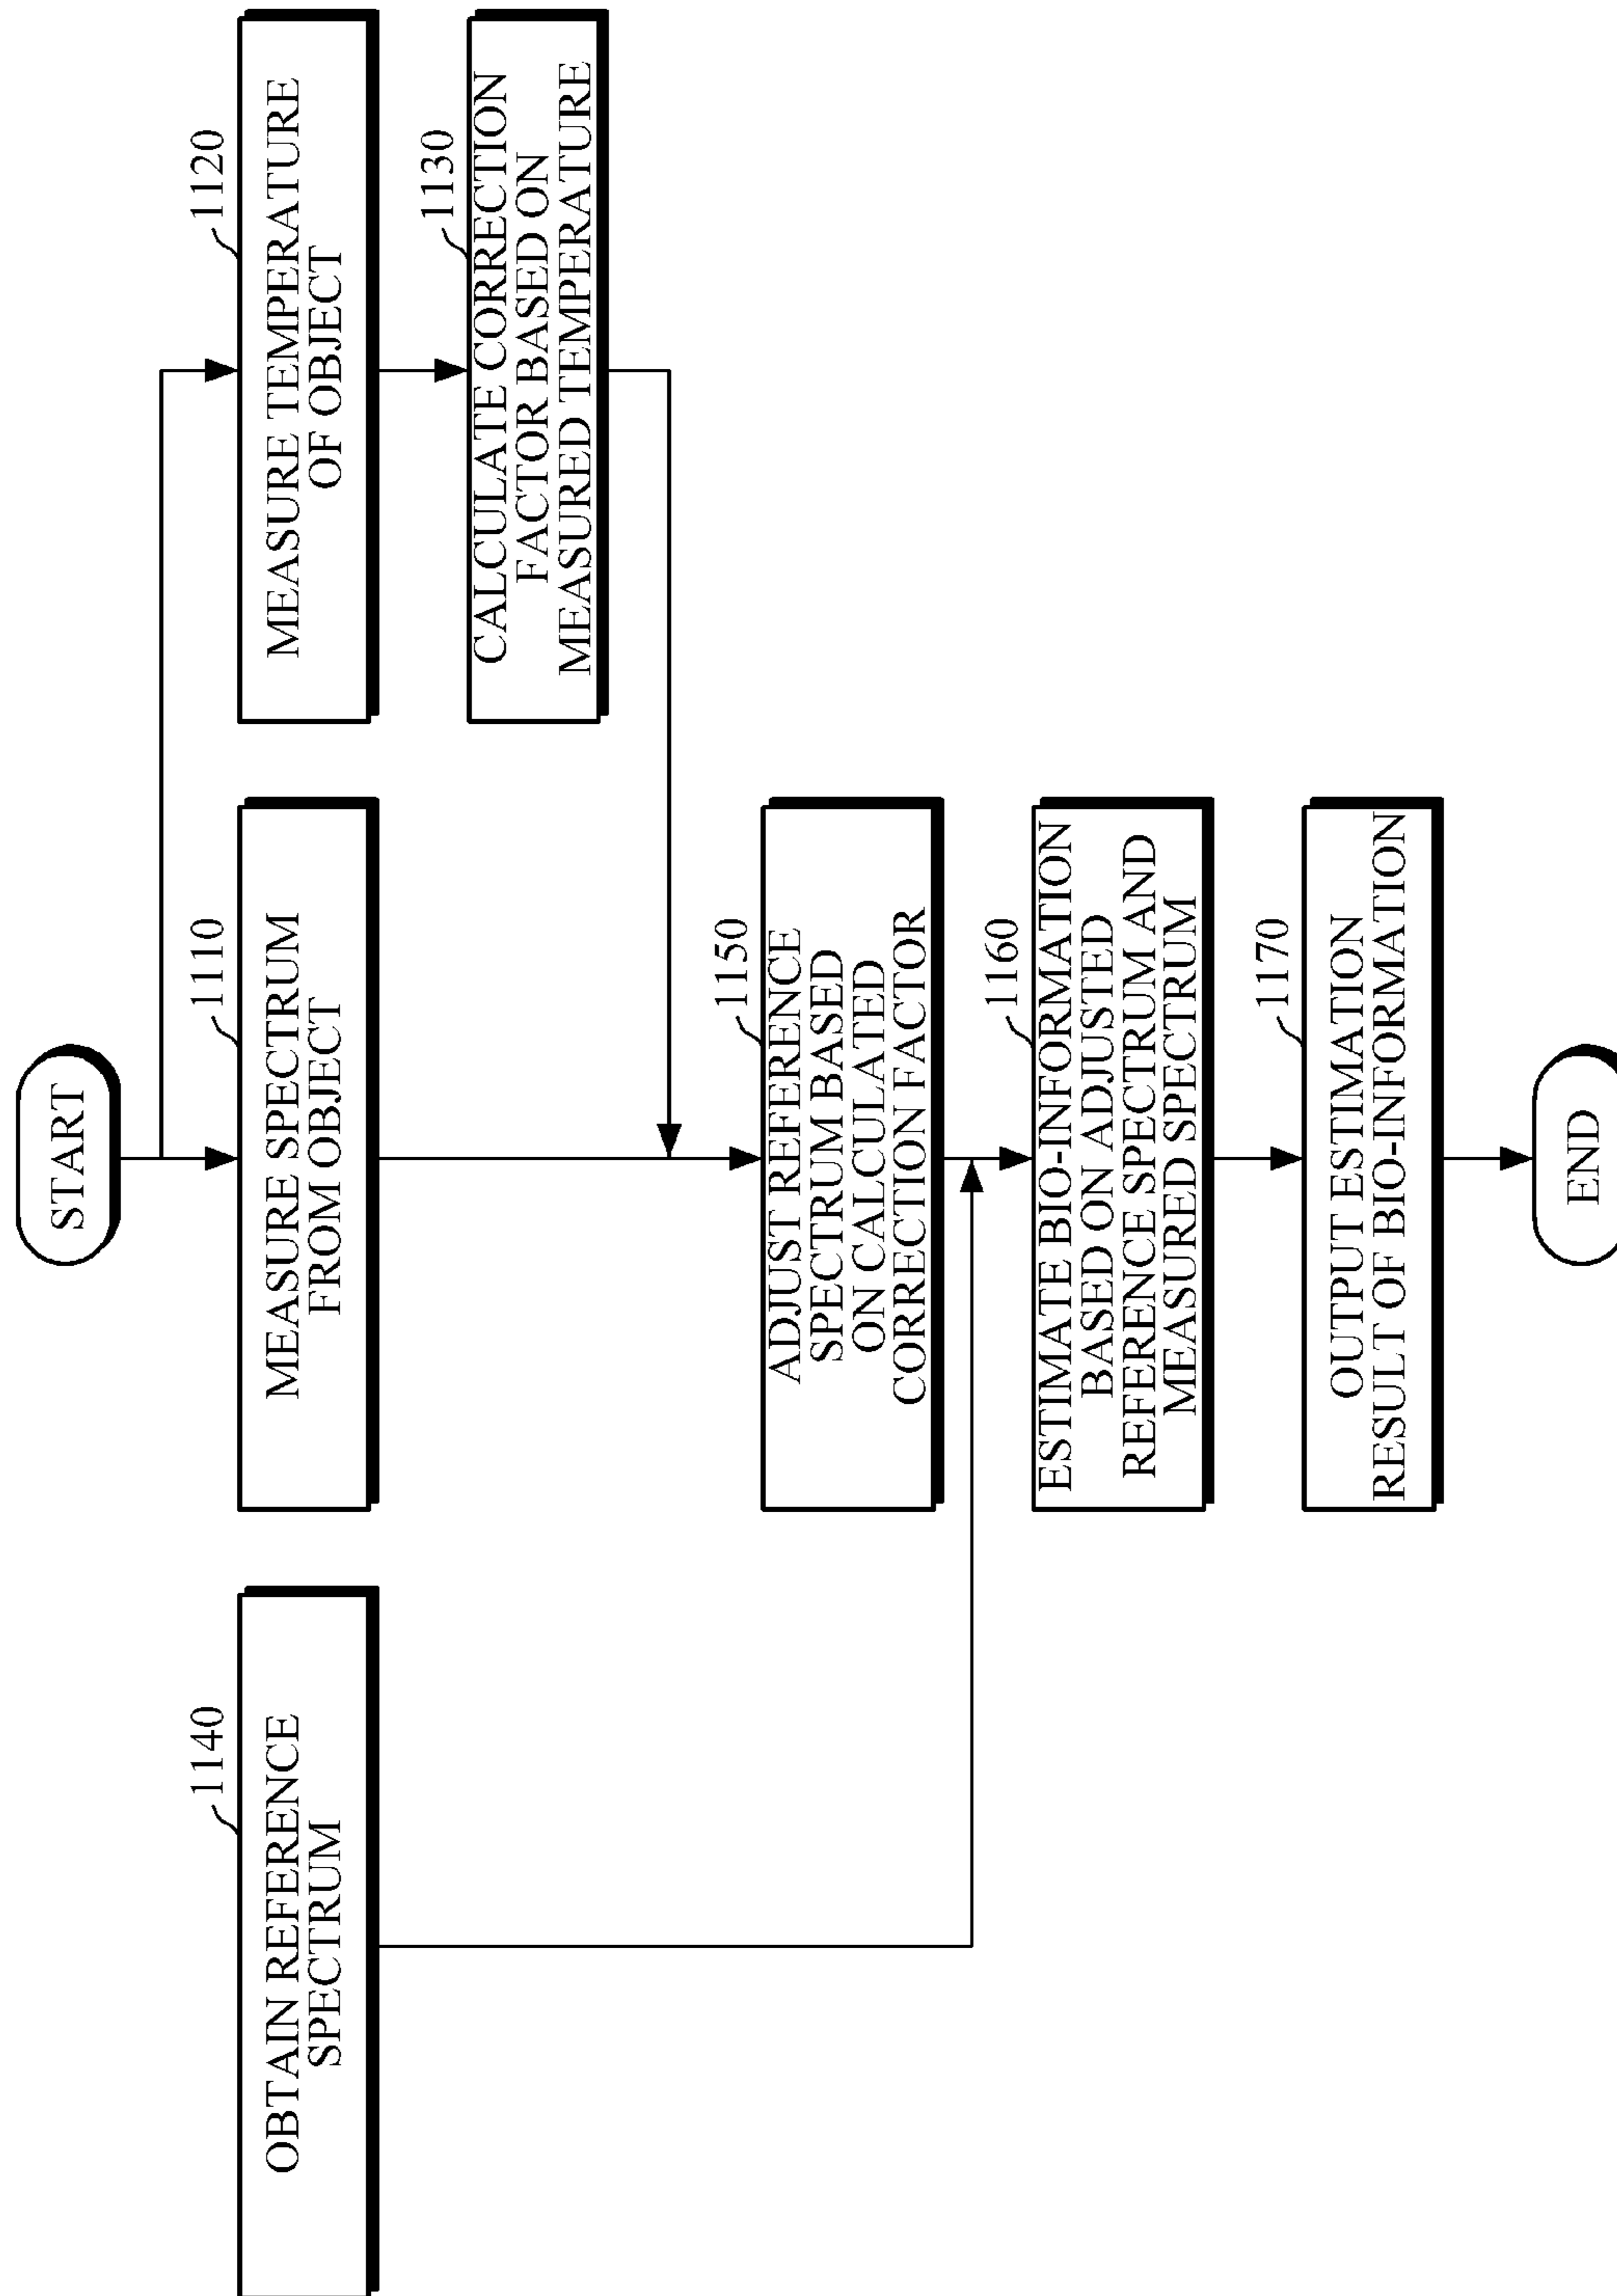 START
1140
OBTAIN REFERENCE
SPECTRUM
1110
MEASURE SPECTRUM
FROM OBJECT
1120
MEASURE TEMPERATURE
OF OBJECT
1130
CALCULATE CORRECTION
FACTOR BASED ON
MEASURED TEMPERATURE
1150
ADJUST REFERENCE
SPECTRUM BASED
ON CALCULATED
CORRECTION FACTOR
1160
ESTIMATE BIO-INFORMATION
BASED ON ADJUSTED
REFERENCE SPECTRUM AND
MEASURED SPECTRUM
1170
OUTPUT ESTIMATION
RESULT OF BIO-INFORMATION
END